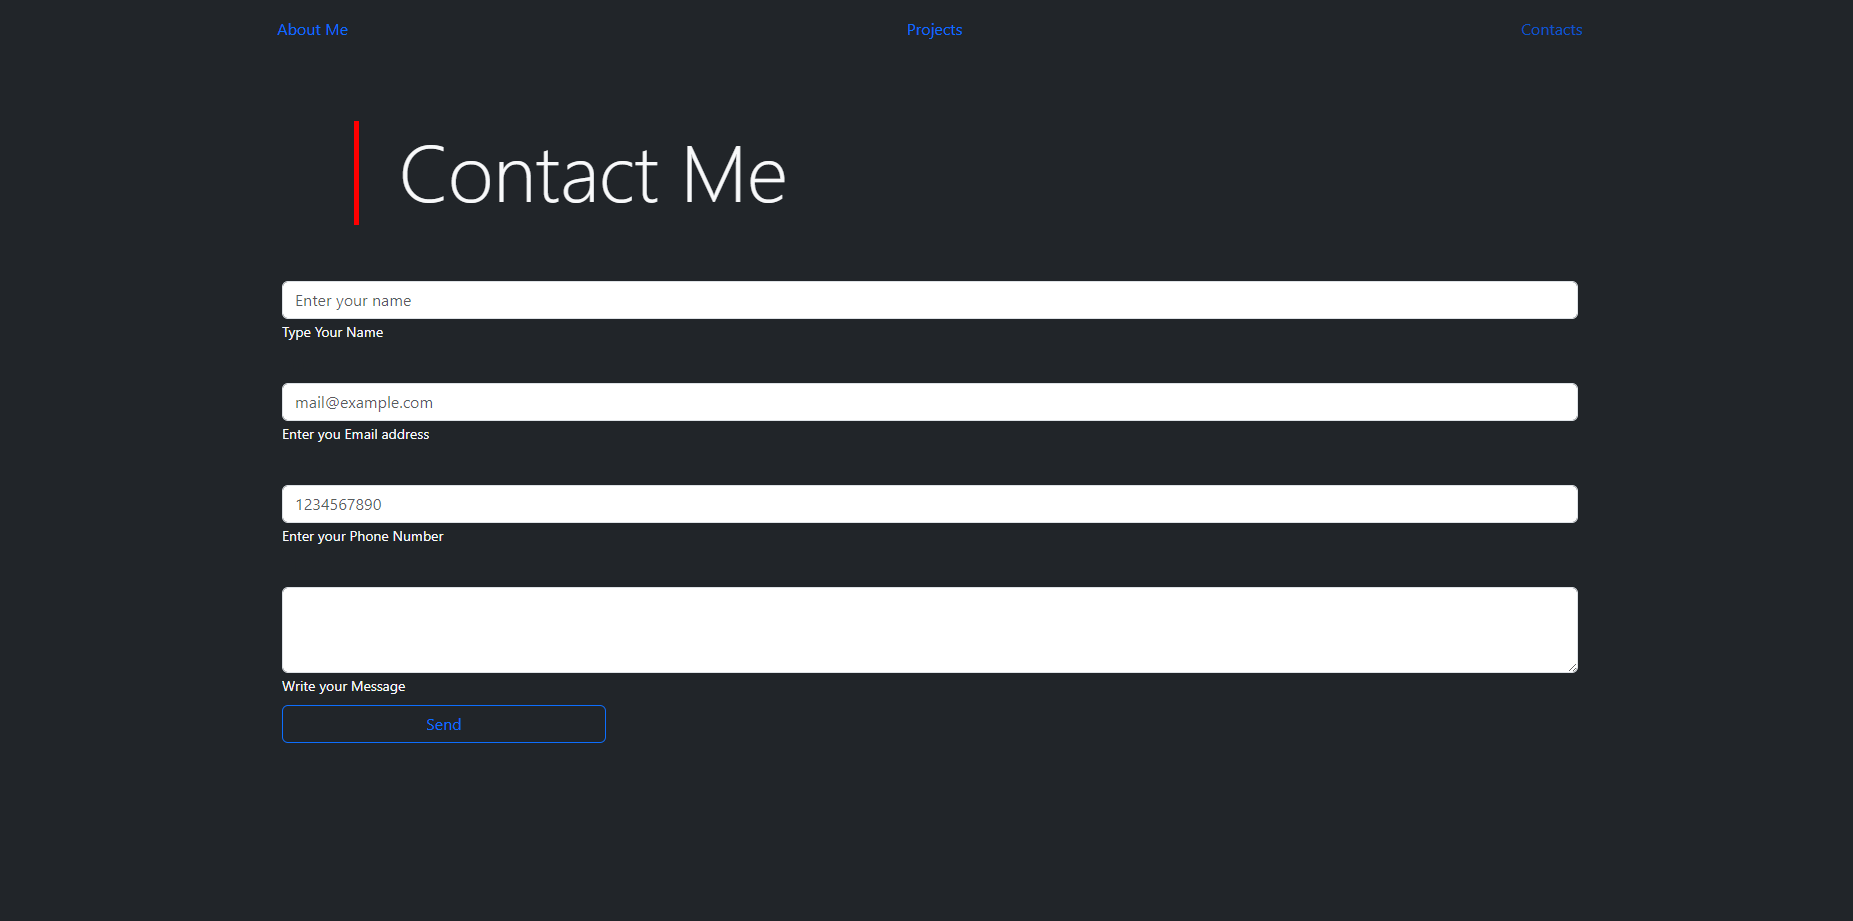 About Me Projects Contacts
Contact Me
Enter your name
Type Your Name
mail@example.com
Enter you Email address
1234567890
Enter your Phone Number
Write your Message
Send